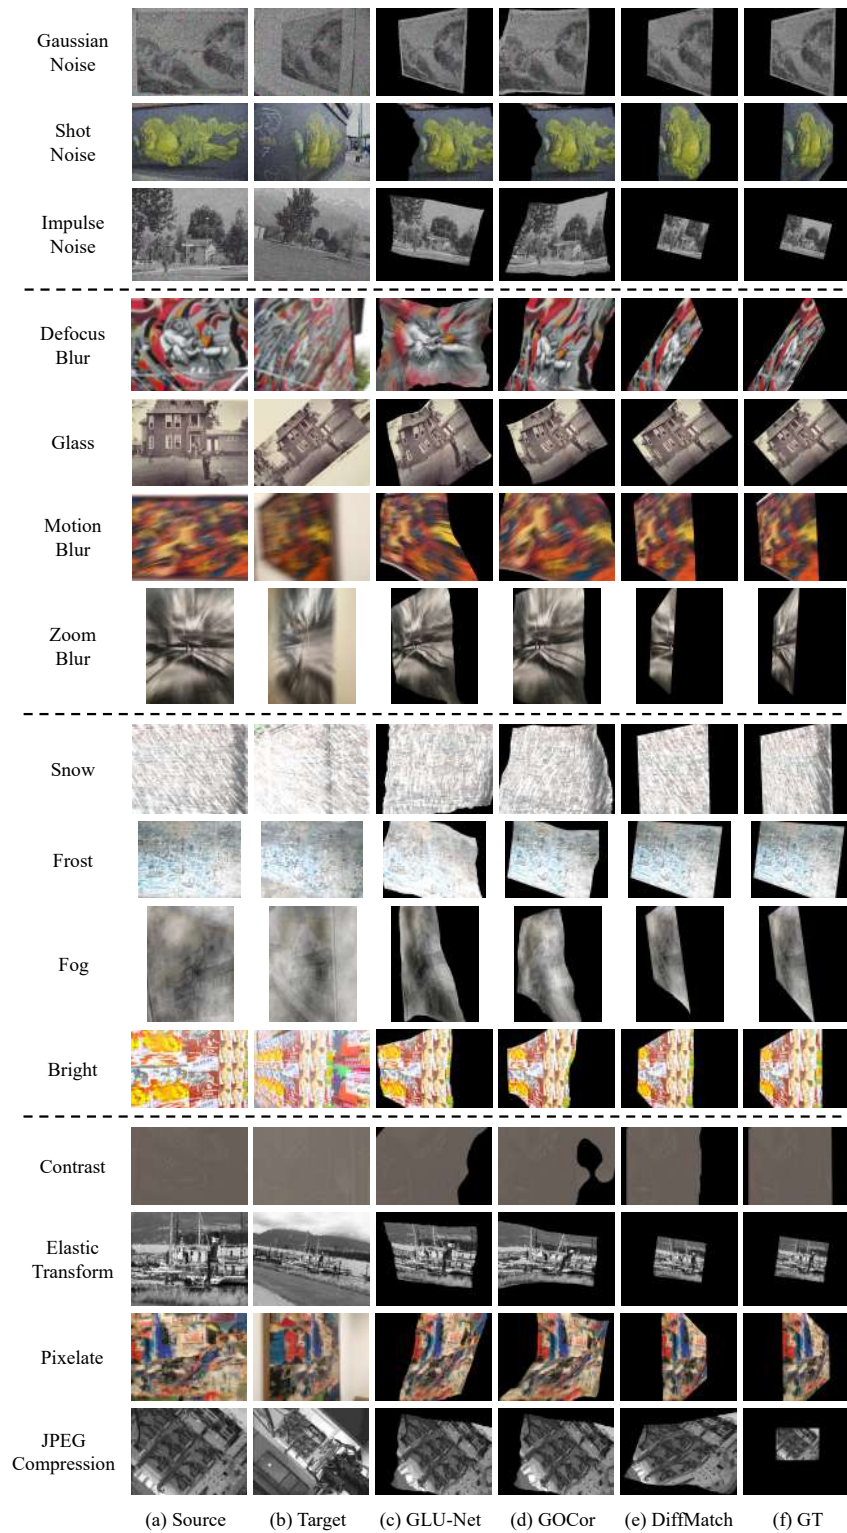 Gaussian
Noise
Shot
Noise
Impulse
Noise
Defocus
Blur
Glass
Motion
Blur
Zoom
Blur
Snow
Frost
Fog
Bright
Contrast
Elastic
Transform
Pixelate
JPEG
Compression
(a) Source (b) Target (c) GLU-Net (d) GOCor (e) DiffMatch (f) GT